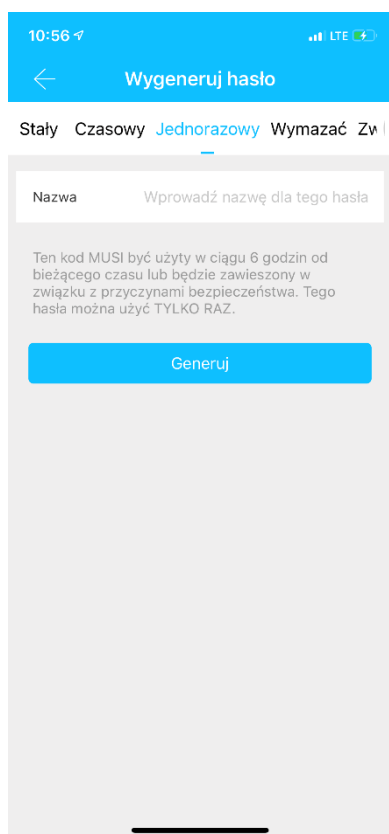 10:56 LTE
Wygeneruj hasło
Stały Czasowy Jednorazowy Wymazać
Nazwa Wprowadź nazwę dla tego hasła
Ten kod MUSI być użyty w ciągu 6 godzin od
bieżącego czasu lub będzie zawieszony w
związku z przyczynami bezpieczeństwa. Tego
hasła można użyć TYLKO RAZ.
Generuj